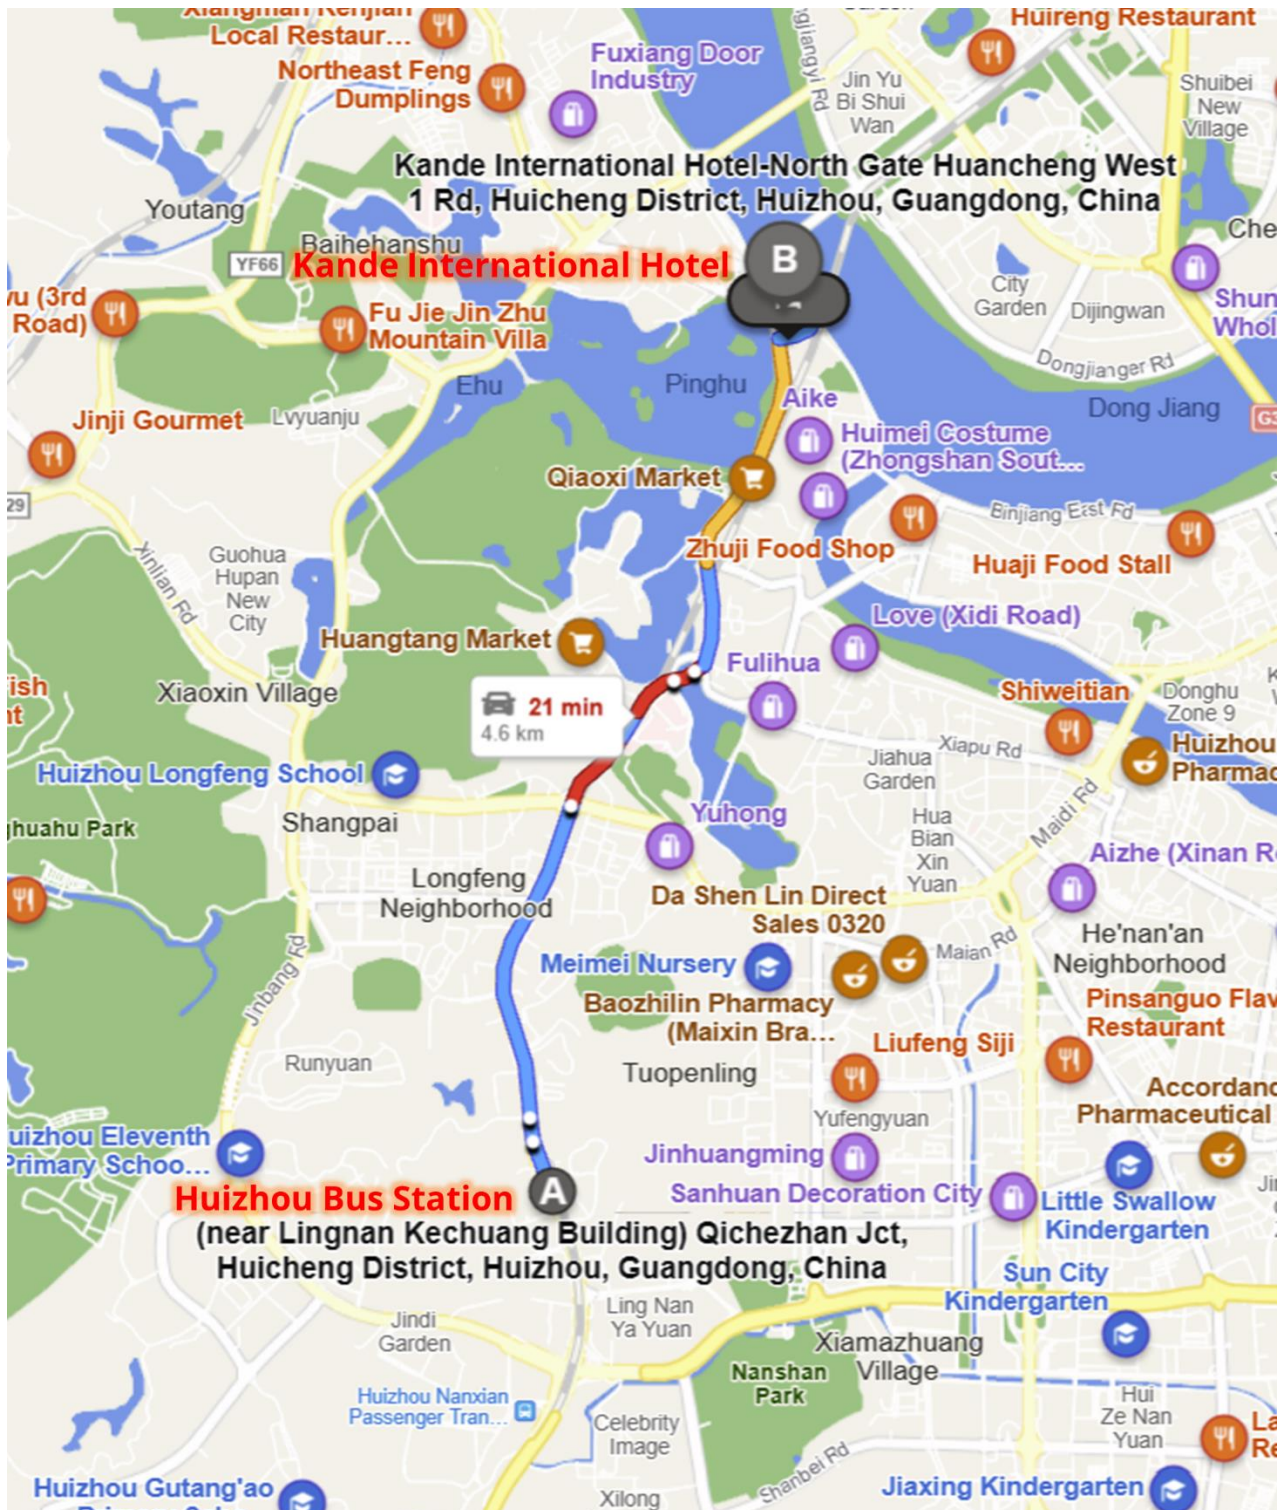 Xiangman Renjian
Local Restaur...
Huireng Restaurant
Northeast Feng
Dumplings
Fuxiang Door
Industry
Jin Yu
Bi Shui
Wan
Shuibei
New
Village
Kande International Hotel-North Gate Huancheng West
1 Rd, Huicheng District, Huizhou, Guangdong, China
Youtang
Baihehanshu
YF66
Kande International Hotel
B
City
Garden
Dijingwan
(3rd
Road)
Fu Jie Jin Zhu
Mountain Villa
Dongjianger Rd
Ehu
Pinghu
Aike
Dong Jiang
Jinji Gourmet
Lvyuanju
Huimei Costume
(Zhongshan Sout...
Qiaoxi Market
29
Binjiang East Rd
Zhuji Food Shop
Huaji Food Stall
Xinlian Rd
Guohua
Hupan
New
City
Love (Xidi Road)
Huangtang Market
Fulihua
Xiaoxin Village
21 min
4.6 km
Shiweitian
Donghu
Zone 9
Xiapu Rd
Jiahua
Garden
Huizhou
Huizhou Longfeng School
Shangpai
Yuhong
Hua
Bian
Xin
Yuan
Maidi Rd
Park
Aizhe (Xinan
Longfeng
Neighborhood
Da Shen Lin Direct
Sales 0320
He'nan'an
Neighborhood
Maian Rd
Meimei Nursery
Baozhilin Pharmacy
(Maixin Bra...
Pinsanguo
Restaurant
Jinbang Rd
Runyuan
Liufeng Siji
Tuopenling
Yufengyuan
Pharmaceutical
Eleventh
Primary Schoo...
Jinhuangming
Sanhuan Decoration City
Little Swallow
Kindergarten
Huizhou Bus Station
A
(near Lingnan Kechuang Building) Qichezhan Jct,
Huicheng District, Huizhou, Guangdong, China
Sun City
Kindergarten
Jindi
Garden
Ling Nan
Ya Yuan
Xiamazhuang
Village
Nanshan
Park
Huizhou Nanxian
Passenger Tran...
Celebrity
Image
Hui
Ze Nan
Yuan
Shanbei Rd
Huizhou Gutang'ao
Xilong
Jiaxing Kindergarten